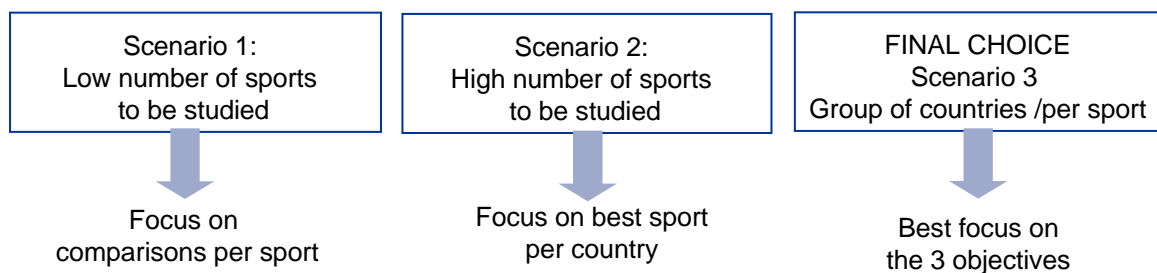 Scenario 1:
Low number of sports
to be studied
Focus on
comparisons per sport
Scenario 2:
High number of sports
to be studied
Focus on best sport
per country
FINAL CHOICE
Scenario 3
Group of countries /per sport
Best focus on
the 3 objectives